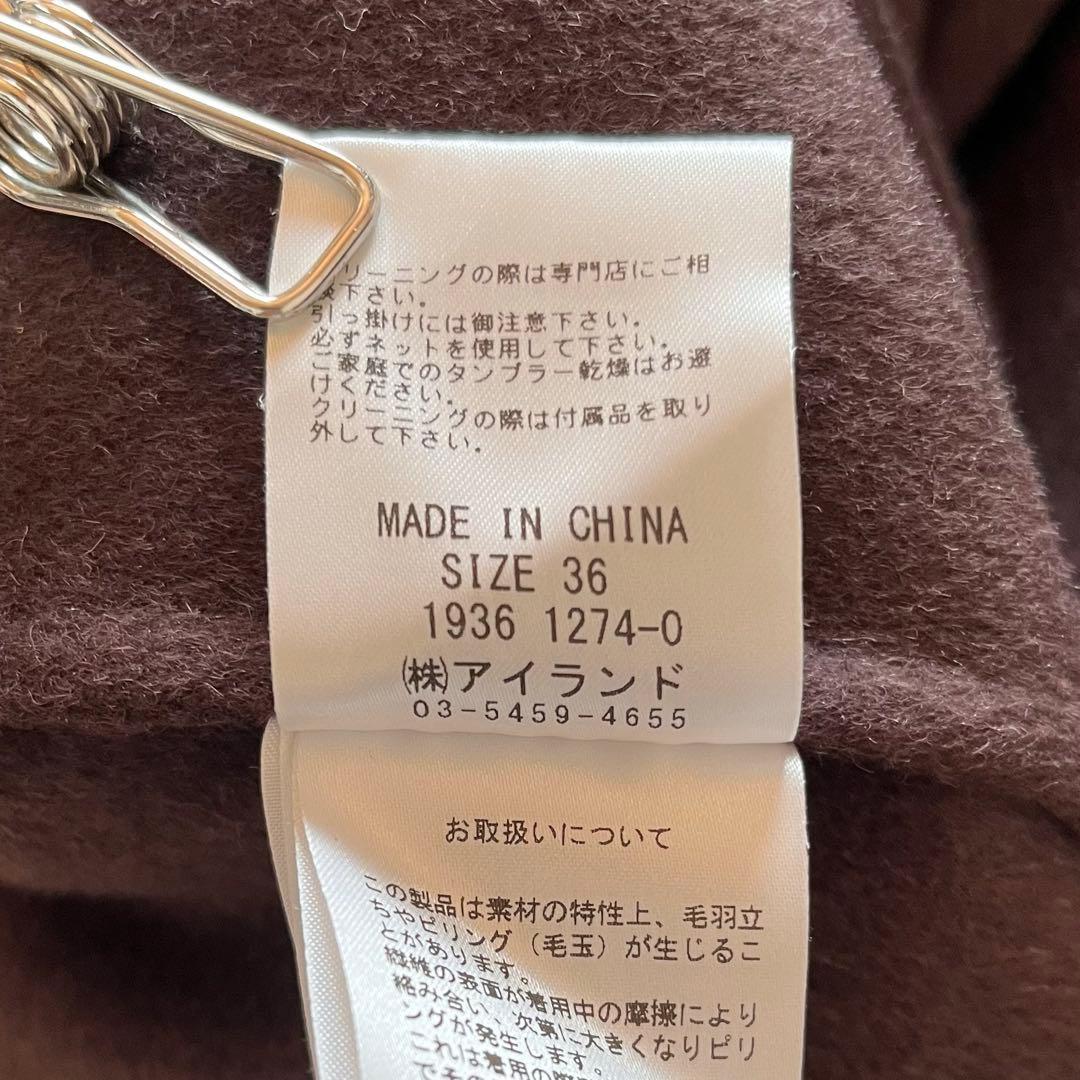 リーニングの際は専門店にご相
談下さい。
引っ掛けには御注意下さい。
必ずネットを使用して下さい。
ご家庭でのタンブラー乾燥はお避
けください。
クリーニングの際は付属品を取り
外して下さい。
MADE IN CHINA
SIZE 36
1936 1274-0
㈱アイランド
03-5459-4655
お取扱いについて
この製品は素材の特性上、毛羽立
ちやピリング（毛玉）が生じるこ
とがあります。
繊維の表面が着用中の摩擦により
絡み合い、次第に大きくなりピリ
ングが発生します。
これは着用の際
でその